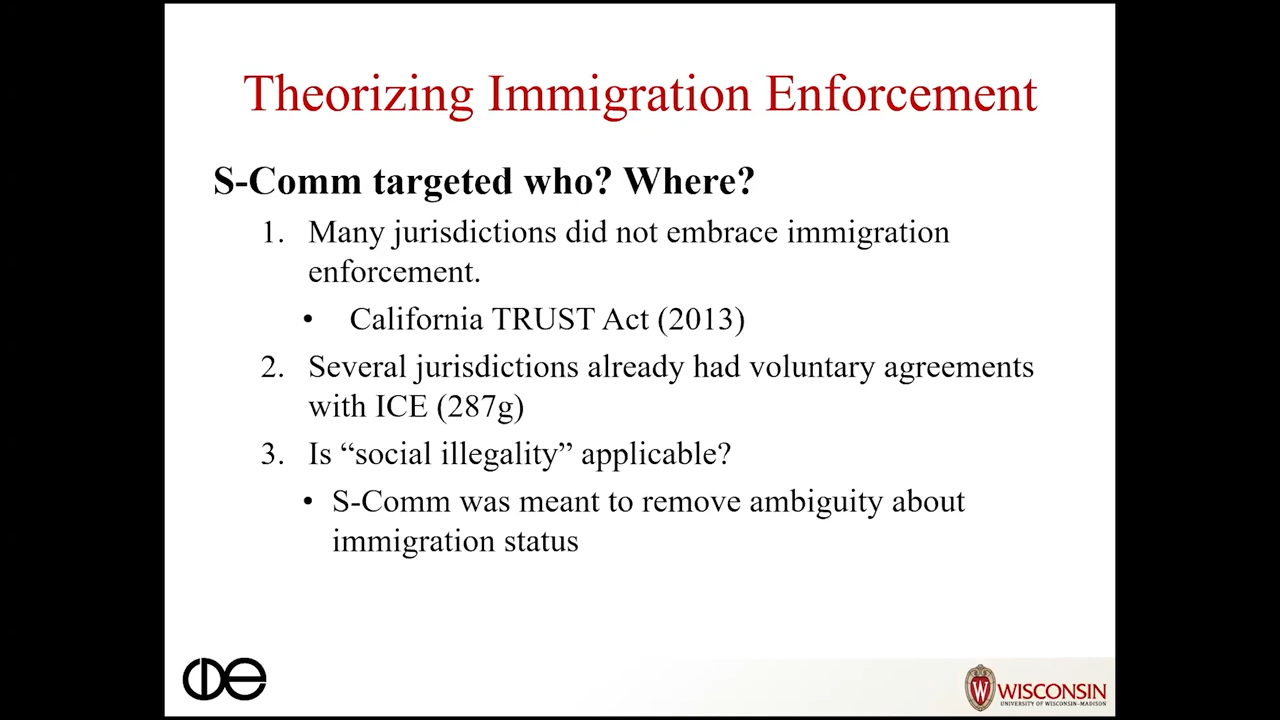 Theorizing Immigration Enforcement
S-Comm targeted who? Where?
1. Many jurisdictions did not embrace immigration
enforcement.
• California TRUST Act (2013)
2. Several jurisdictions already had voluntary agreements
with ICE (287g)
3. Is “social illegality” applicable?
• S-Comm was meant to remove ambiguity about
immigration status
cde
W WISCONSIN
UNIVERSITY OF WISCONSIN–MADISON